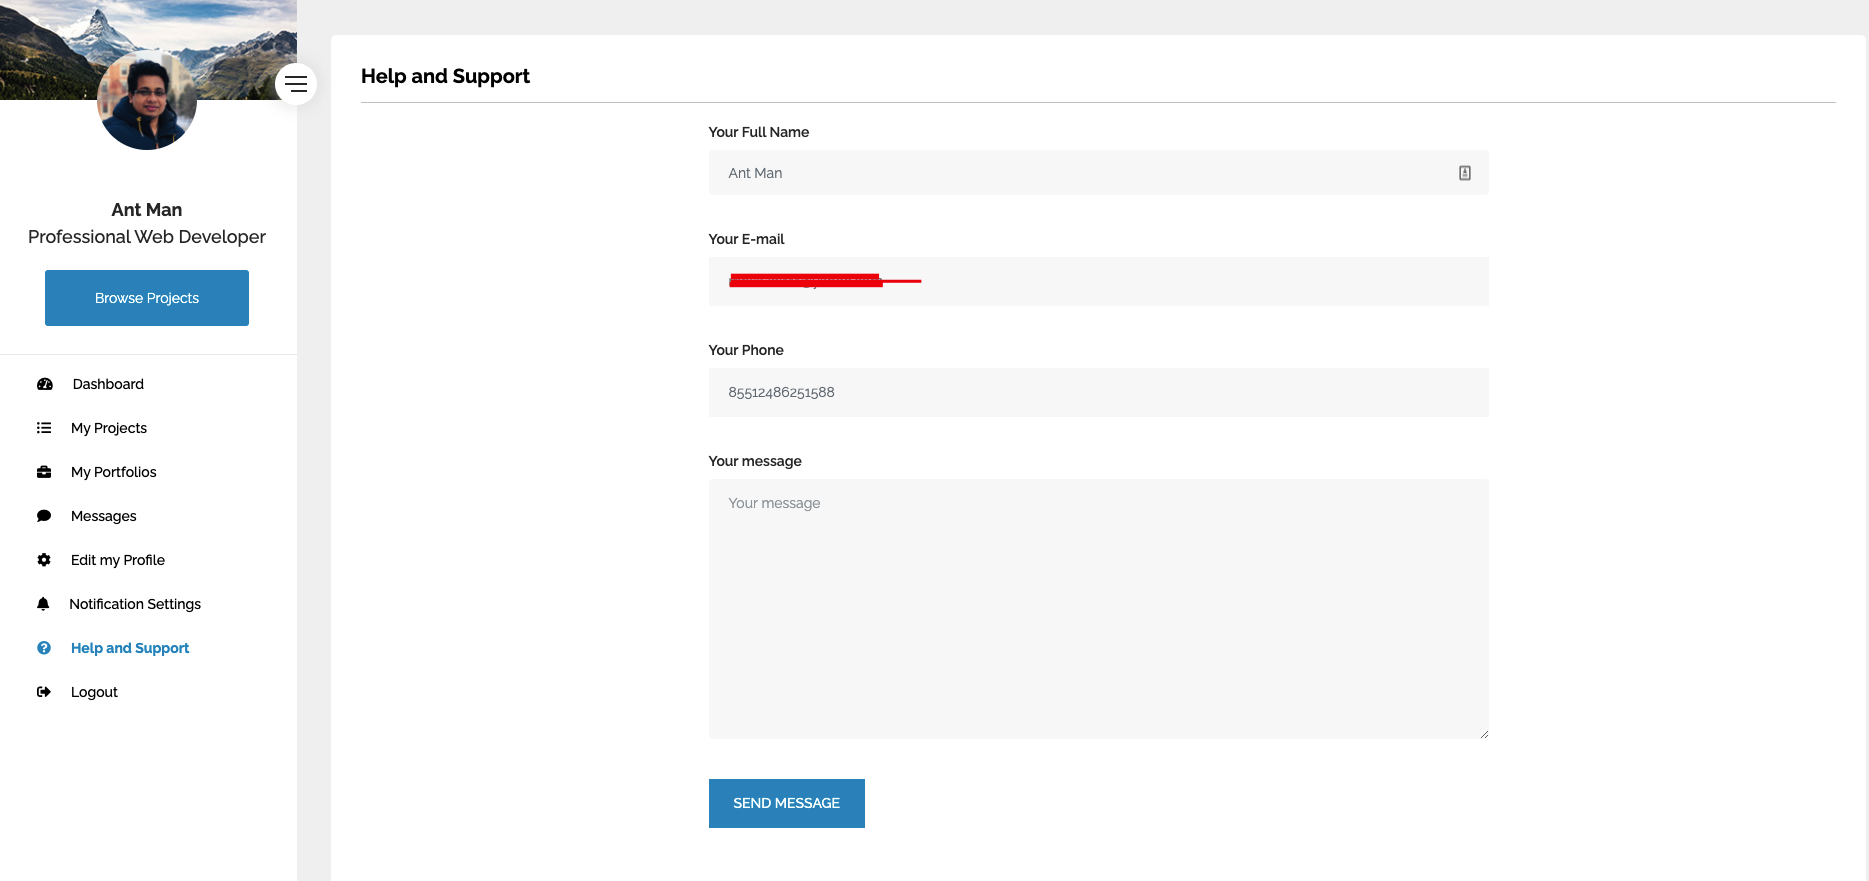 Ant Man
Professional Web Developer
Browse Projects
Dashboard
My Projects
My Portfolios
Messages
Edit my Profile
Notification Settings
Help and Support
Logout
Help and Support
Your Full Name
Ant Man
Your E-mail
Your Phone
85512486251588
Your message
Your message
SEND MESSAGE